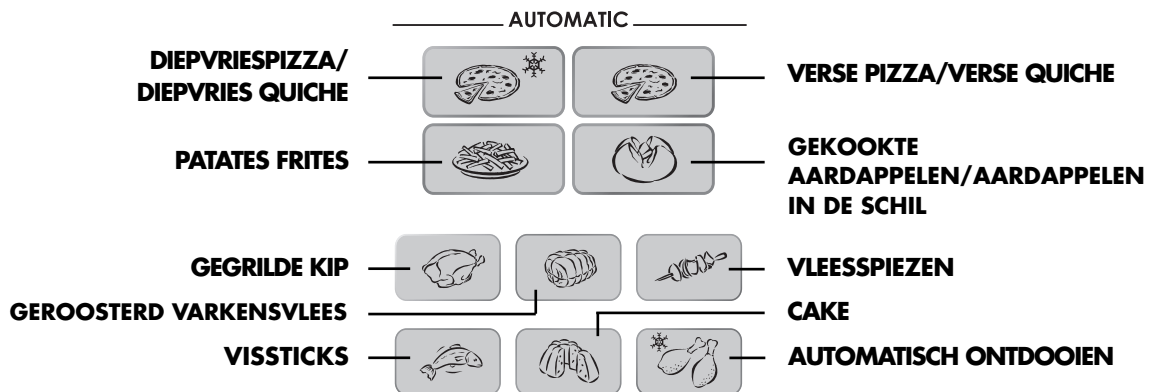 AUTOMATIC
DIEPVRIESPIZZA/
DIEPVRIES QUICHE
VERSE PIZZA/VERSE QUICHE
PATATES FRITES
GEKOOKTE
AARDAPPELEN/AARDAPPELEN
IN DE SCHIL
GEGRILDE KIP
VLEESSPIEZEN
GEROOSTERD VARKENSVLEES
CAKE
VISSTICKS
AUTOMATISCH ONTDOOIEN